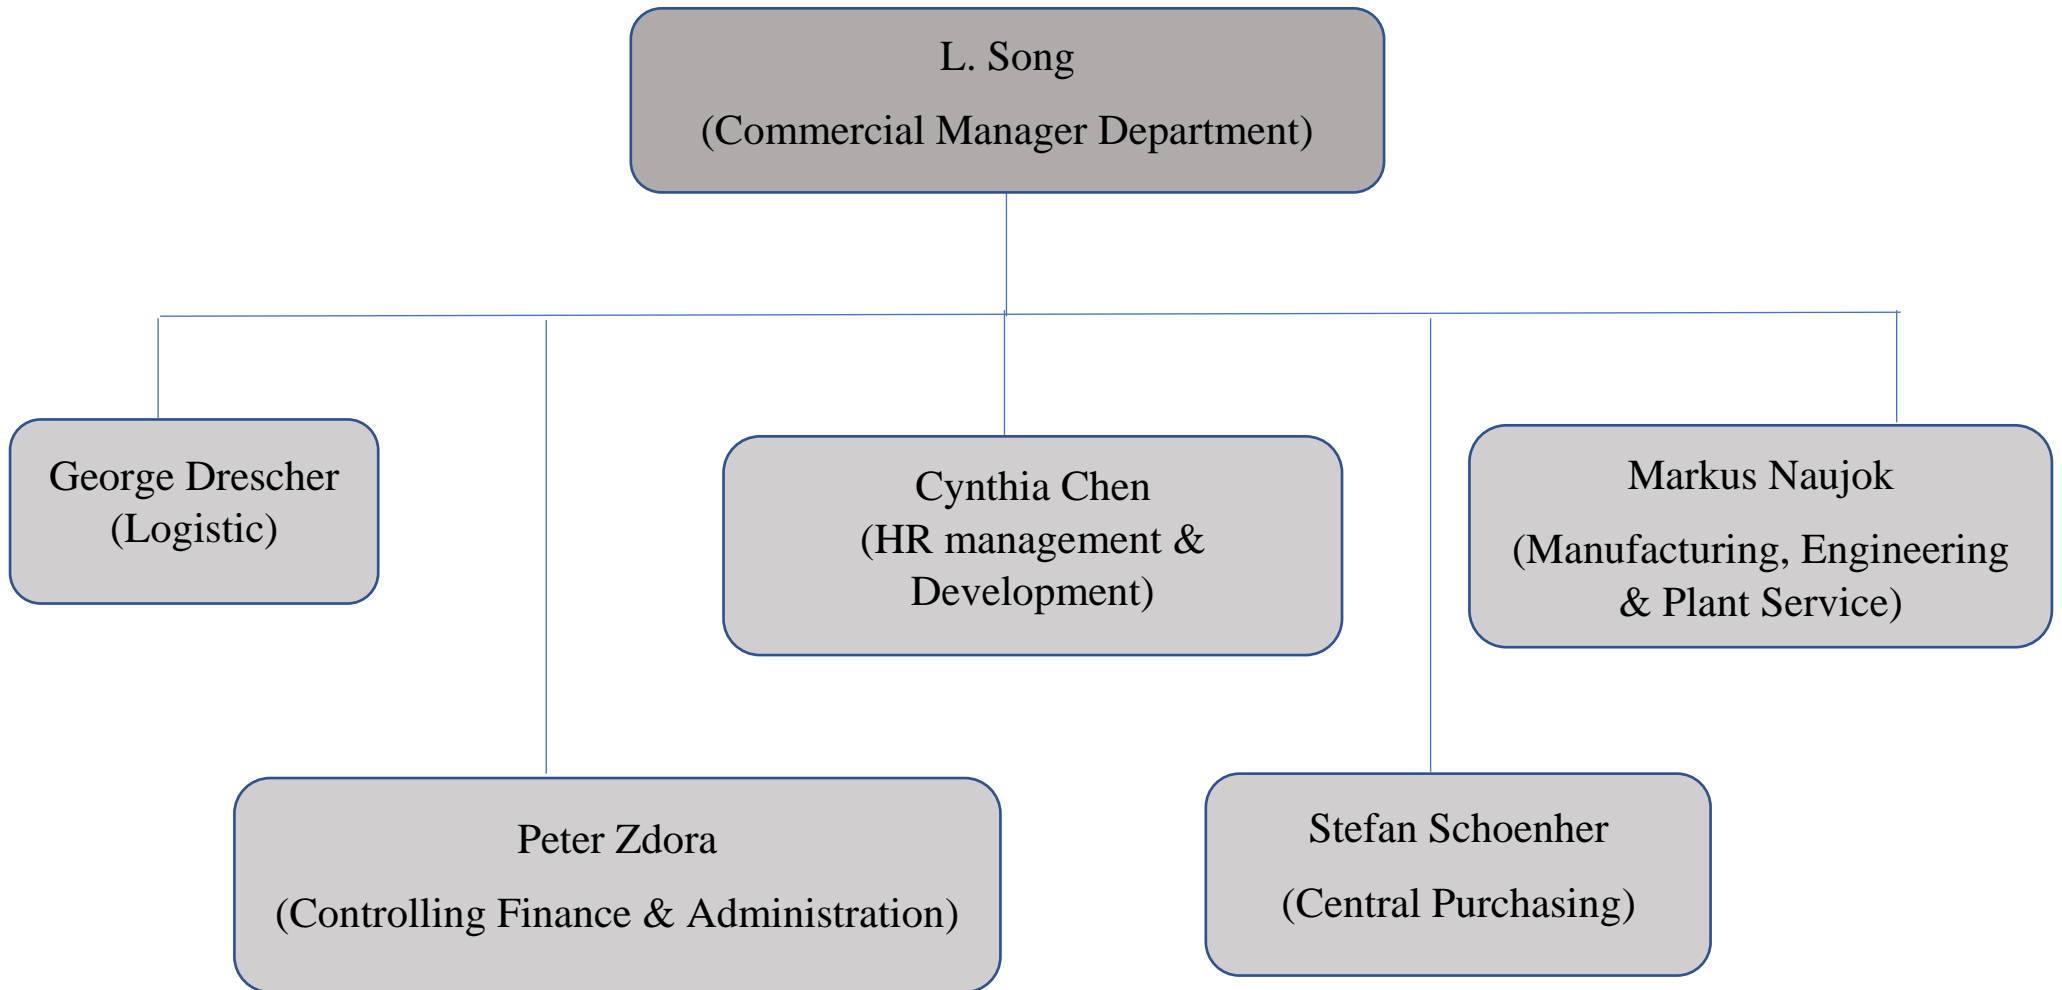 L. Song
(Commercial Manager Department)
George Drescher
(Logistic)
Cynthia Chen
(HR management &
Development)
Markus Naujok
(Manufacturing, Engineering
& Plant Service)
Peter Zdora
(Controlling Finance & Administration)
Stefan Schoenher
(Central Purchasing)